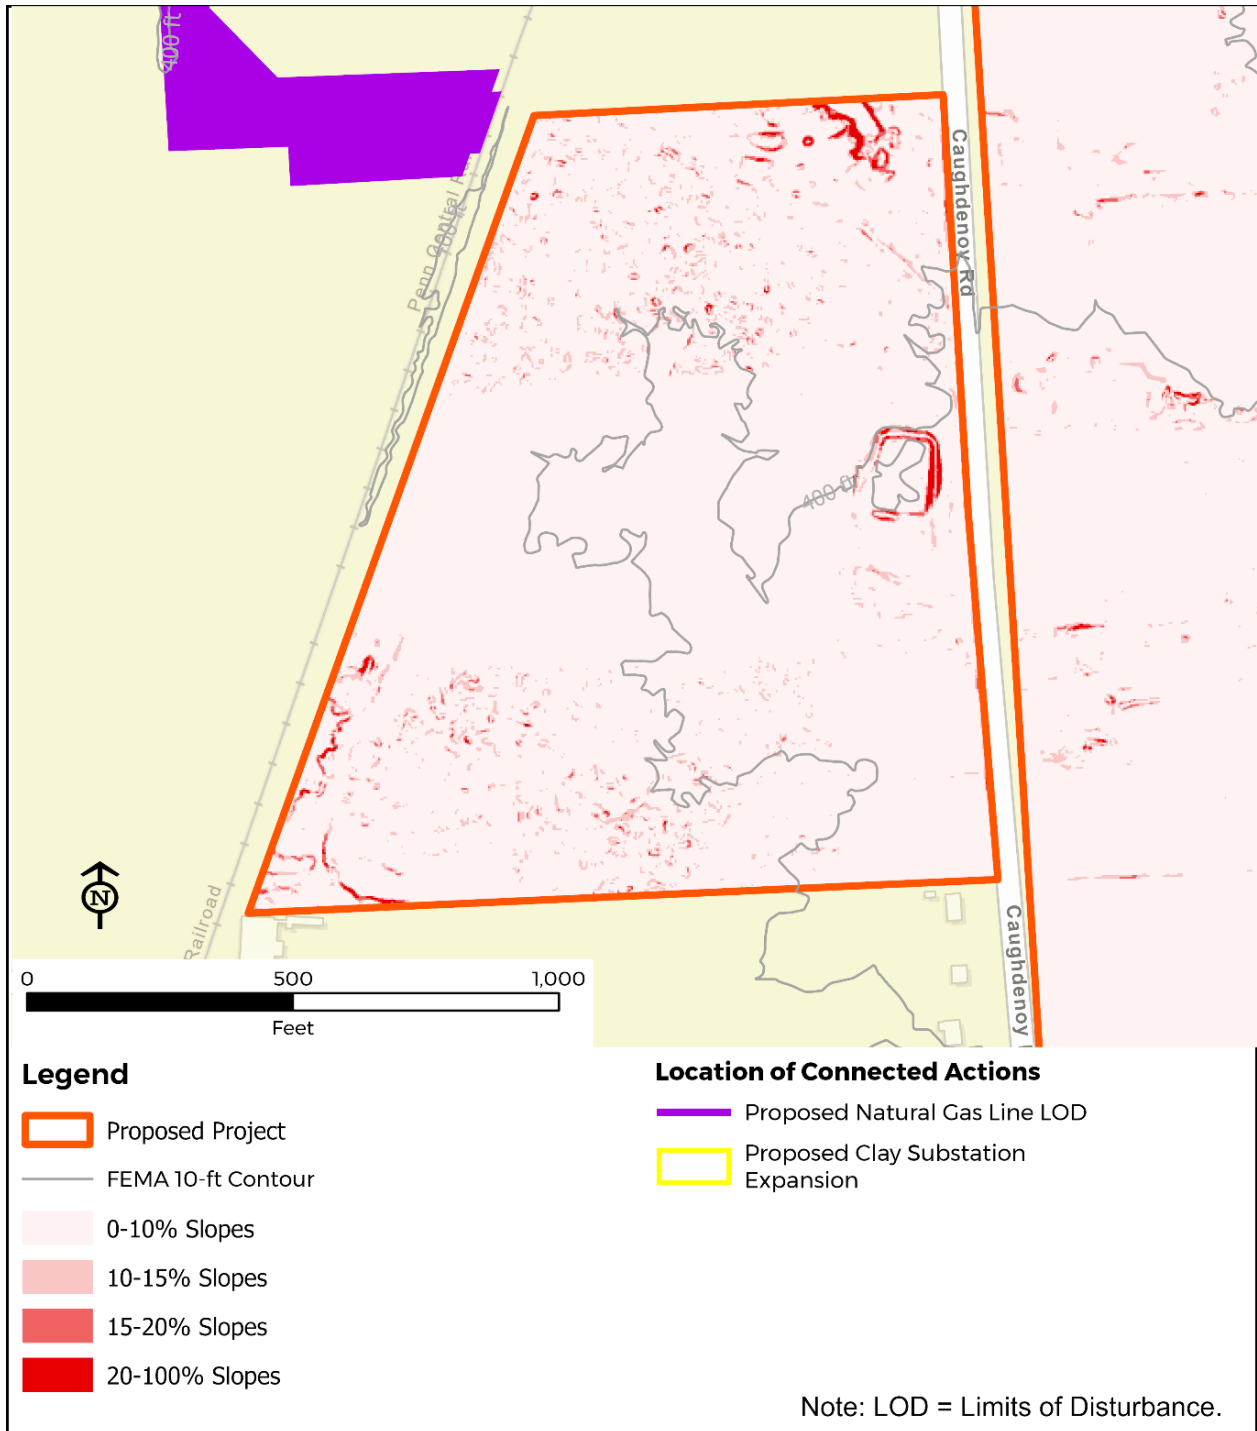 400 ft
Penn Central
400 ft
Caughdenoy Rd
400 ft
Railroad
Caughdenoy
0 500 1,000
Feet
Legend
Proposed Project
FEMA 10-ft Contour
0-10% Slopes
10-15% Slopes
15-20% Slopes
20-100% Slopes
Location of Connected Actions
Proposed Natural Gas Line LOD
Proposed Clay Substation
Expansion
N
Note: LOD = Limits of Disturbance.